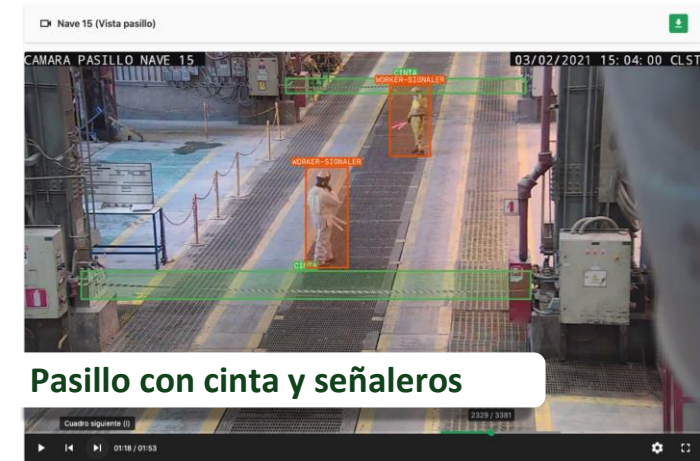 Nave 15 (Vista pasillo)
CAMARA PASILLO NAVE 15
03/02/2021 15:04:00 CLST
CINTA
WORKER-SIGNALER
WORKER-SIGNALER
CINTA
4
Pasillo con cinta y señaleros
2329 / 3381
Cuadro siguiente (l)
01:18 / 01:53